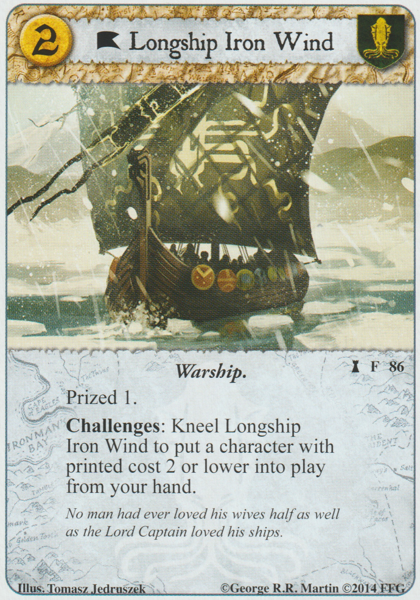 2 Longship Iron Wind
Warship.
F 86
Prized 1.
Challenges: Kneel Longship
Iron Wind to put a character with
printed cost 2 or lower into play
from your hand.
No man had ever loved his wives half as well
as the Lord Captain loved his ships.
IRONMAN
BAY
Illus. Tomasz Jedruszek ©George R.R. Martin ©2014 FFG